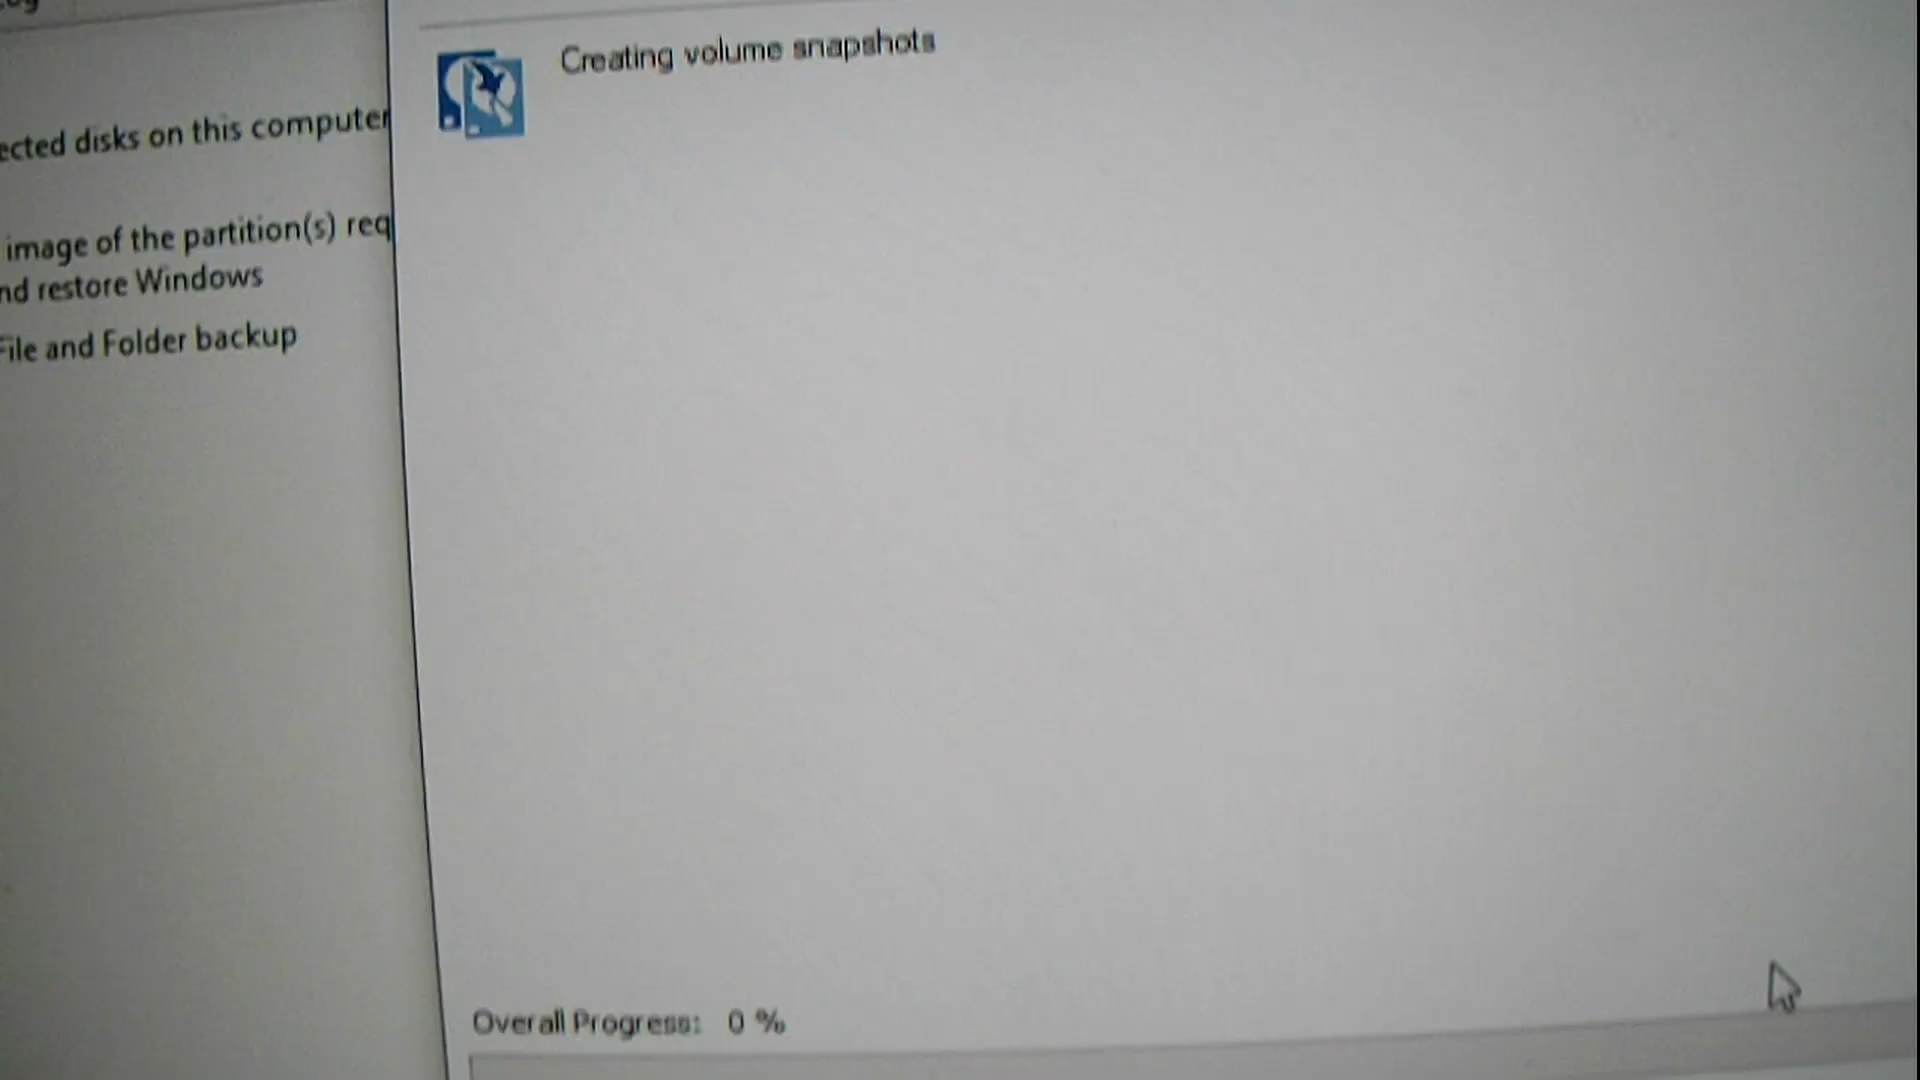 Creating volume snapshots
ected disks on this computer
image of the partition(s) req
nd restore Windows
File and Folder backup
Overall Progress: 0 %